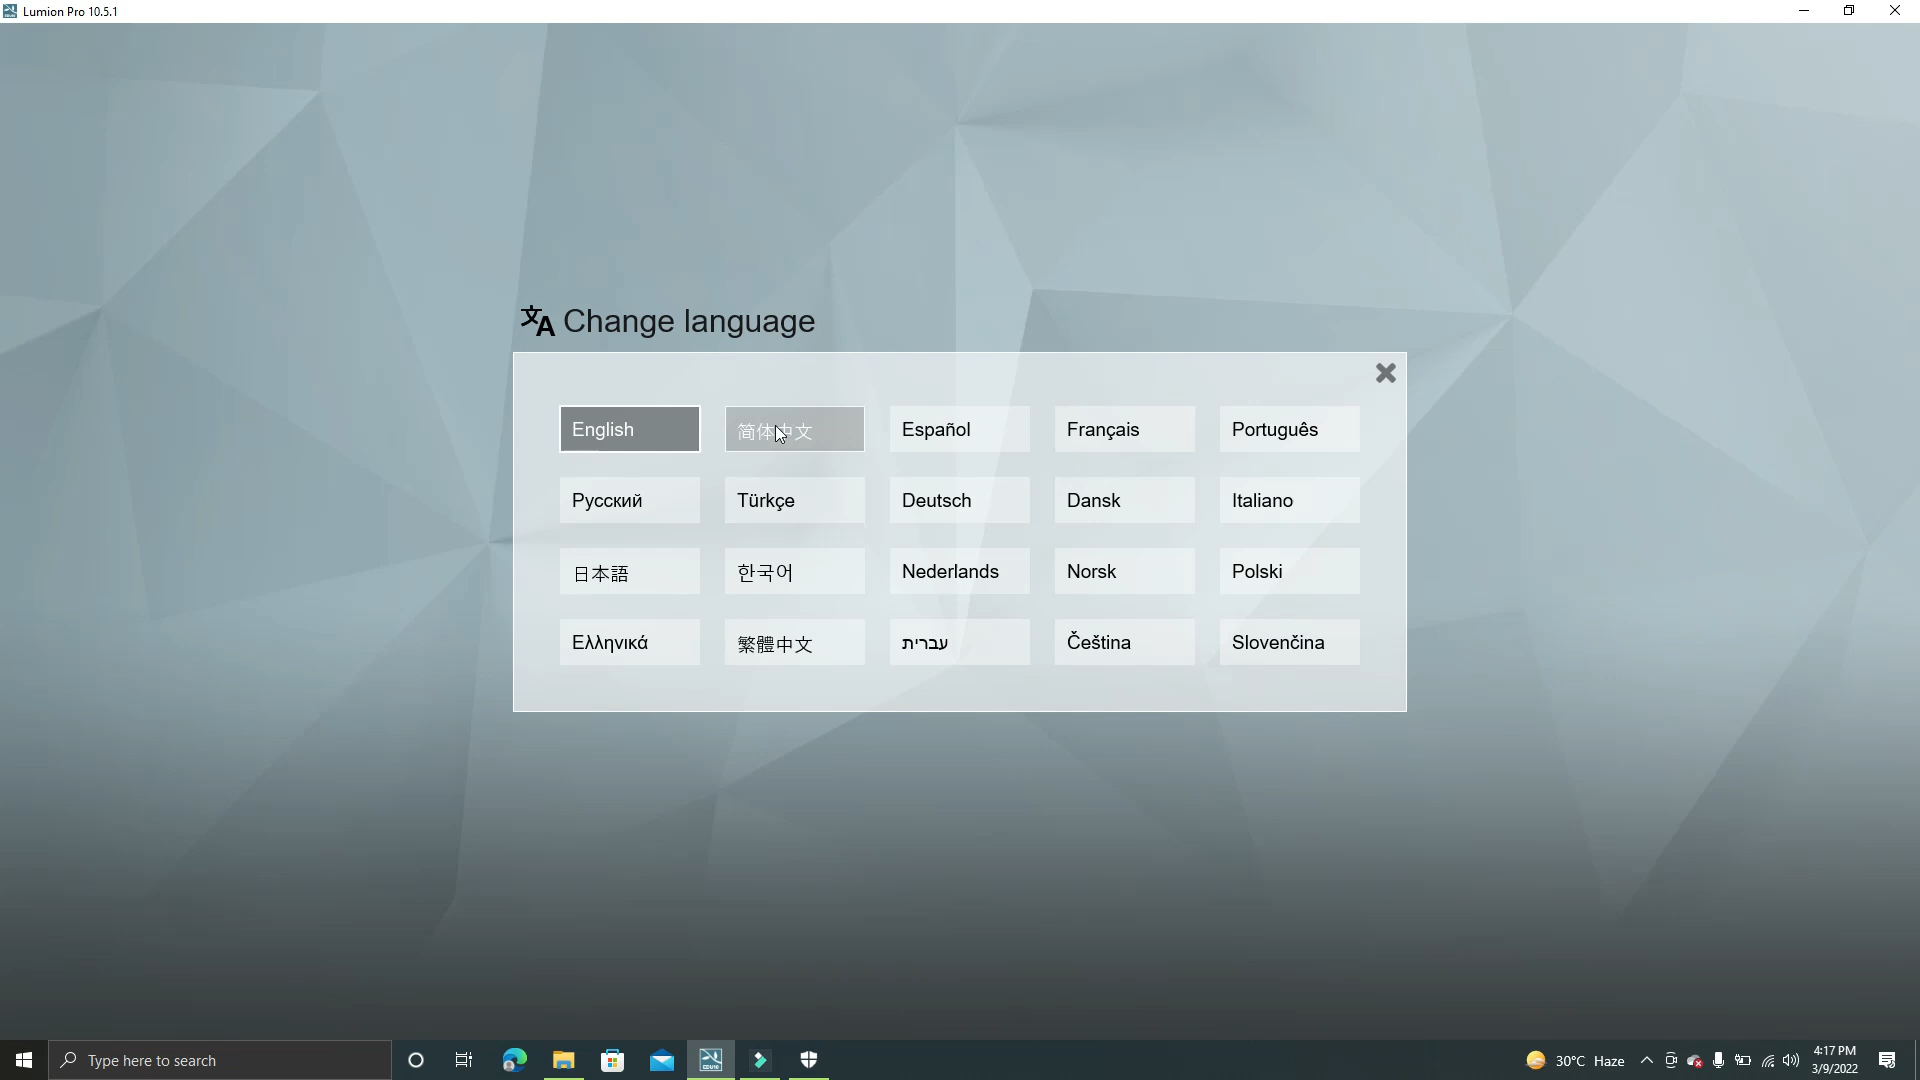 Lumion Pro 10.5.1
Change language
English 简体中文 Español Français Português
Русский Türkçe Deutsch Dansk Italiano
日本語 한국어 Nederlands Norsk Polski
Ελληνικά 繁體中文 עברית Čeština Slovenčina
Type here to search
30°C Haze
4:17 PM
3/9/2022